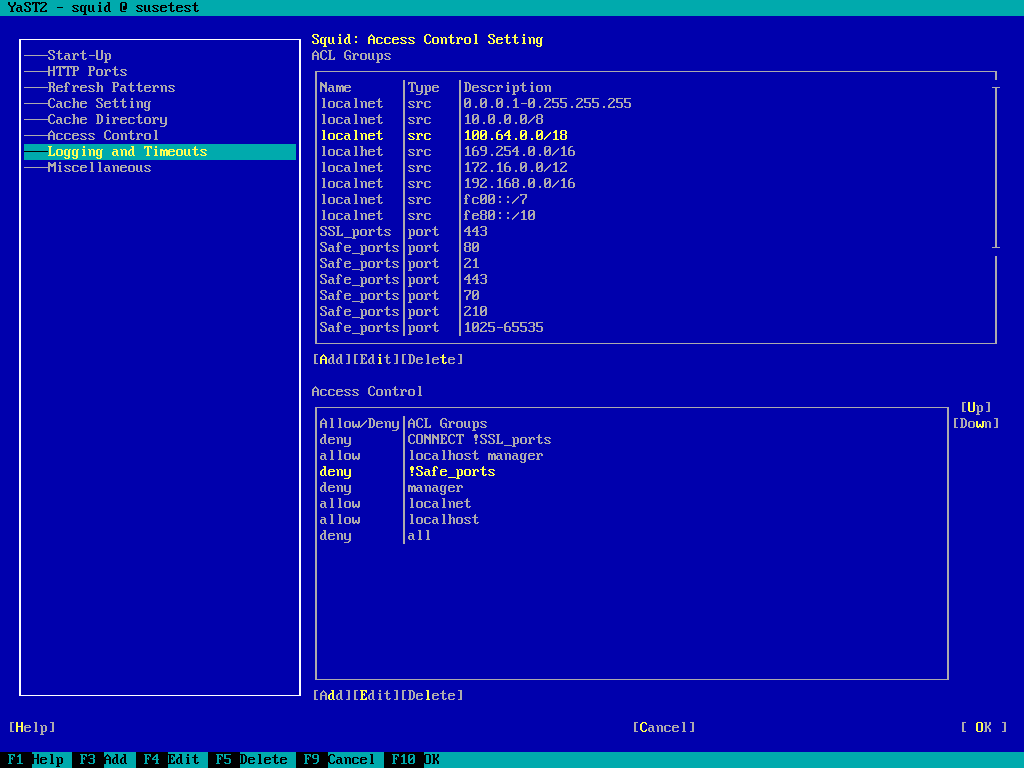 YaST2 - squid @ susetest
Start-Up
HTTP Ports
Refresh Patterns
Cache Setting
Cache Directory
Access Control
Logging and Timeouts
Miscellaneous
Squid: Access Control Setting
ACL Groups
Name Type Description
localnet src 0.0.0.1-0.255.255.255
localnet src 10.0.0.0/8
localnet src 100.64.0.0/18
localhet src 169.254.0.0/16
localnet src 172.16.0.0/12
localnet src 192.168.0.0/16
localnet src fc00::/7
localnet src fe80::/10
SSL_ports port 443
Safe_ports port 80
Safe_ports port 21
Safe_ports port 443
Safe_ports port 70
Safe_ports port 210
Safe_ports port 1025-65535
[Add][Edit][Delete]
Access Control
[Up]
Allow/Deny ACL Groups [Down]
deny CONNECT !SSL_ports
allow localhost manager
deny !Safe_ports
deny manager
allow localnet
allow localhost
deny all
[Add][Edit][Delete]
[Help] [Cancel] [ OK ]
F1 Help F3 Add F4 Edit F5 Delete F9 Cancel F10 OK